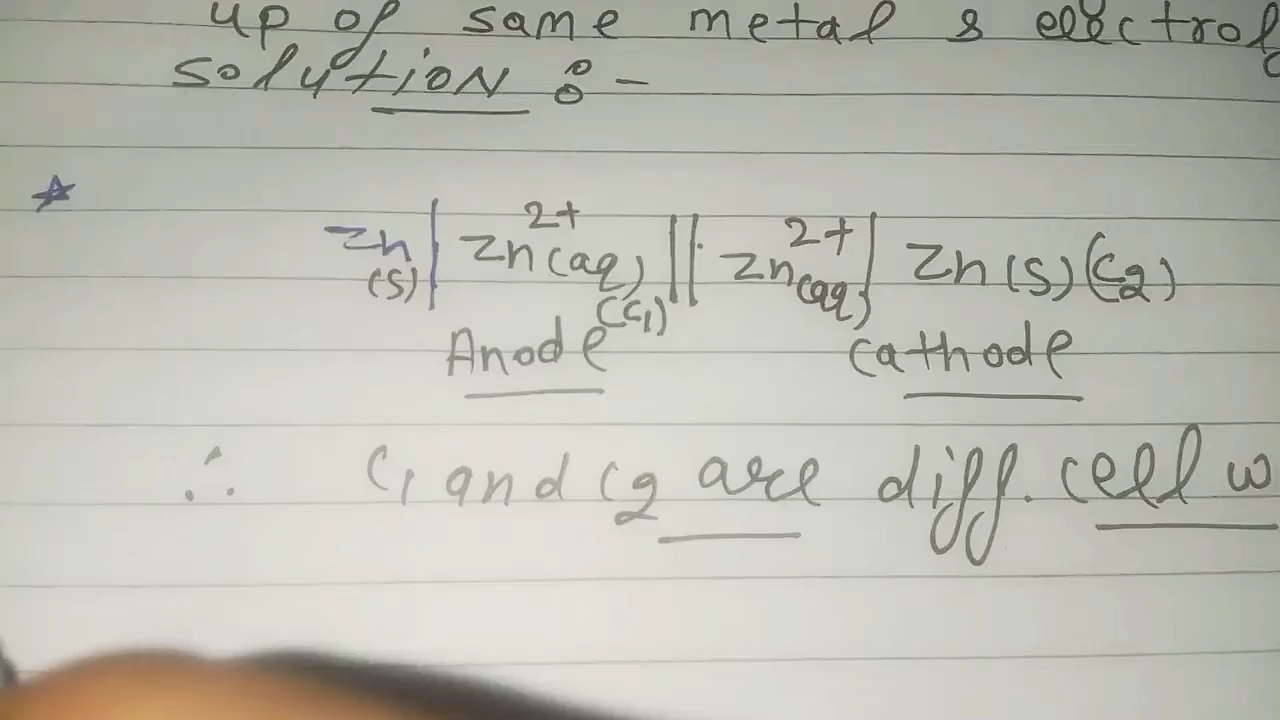 up of same metal & electrol
solution :-
Zn(s) | Zn2+(aq)(C1) || Zn2+(aq) | Zn(s)(C2)
Anode Cathode
∴ C1 and C2 are diff. cell w